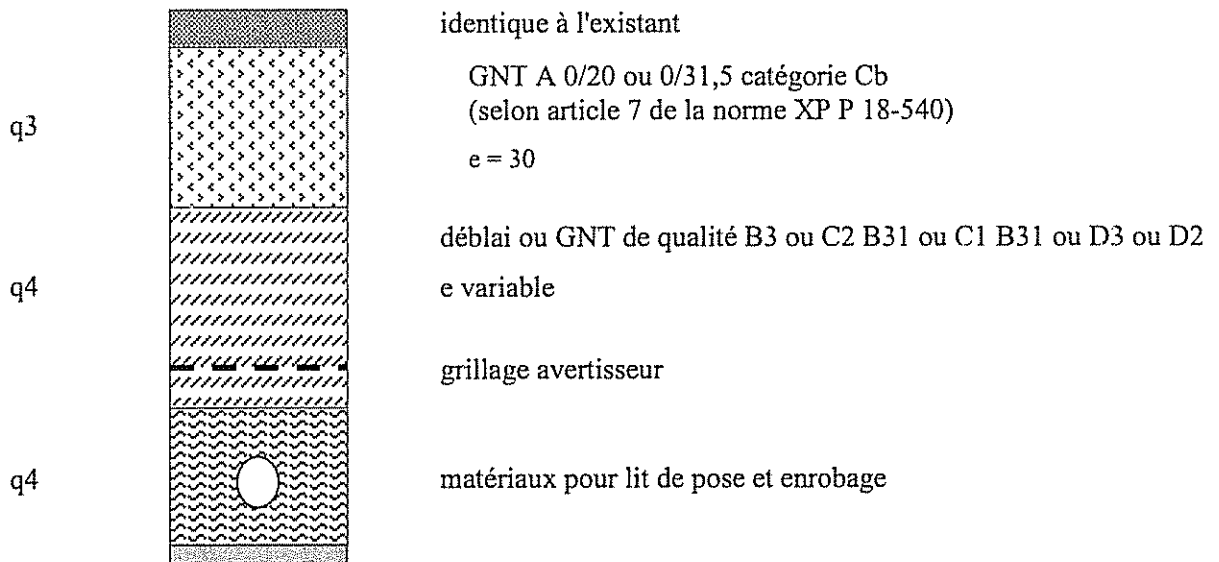 identique à l'existant
GNT A 0/20 ou 0/31,5 catégorie Cb
(selon article 7 de la norme XP P 18-540)
q3
e = 30
déblai ou GNT de qualité B3 ou C2 B31 ou C1 B31 ou D3 ou D2
q4
e variable
grillage avertisseur
q4
matériaux pour lit de pose et enrobage